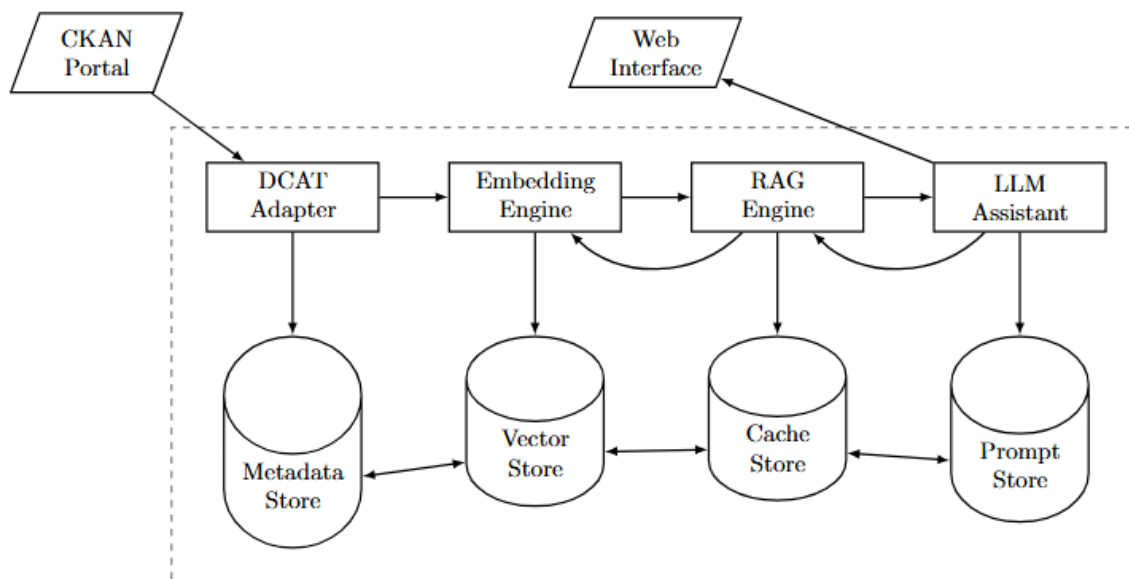 CKAN
Portal
Web
Interface
DCAT
Adapter
Embedding
Engine
RAG
Engine
LLM
Assistant
Metadata
Store
Vector
Store
Cache
Store
Prompt
Store